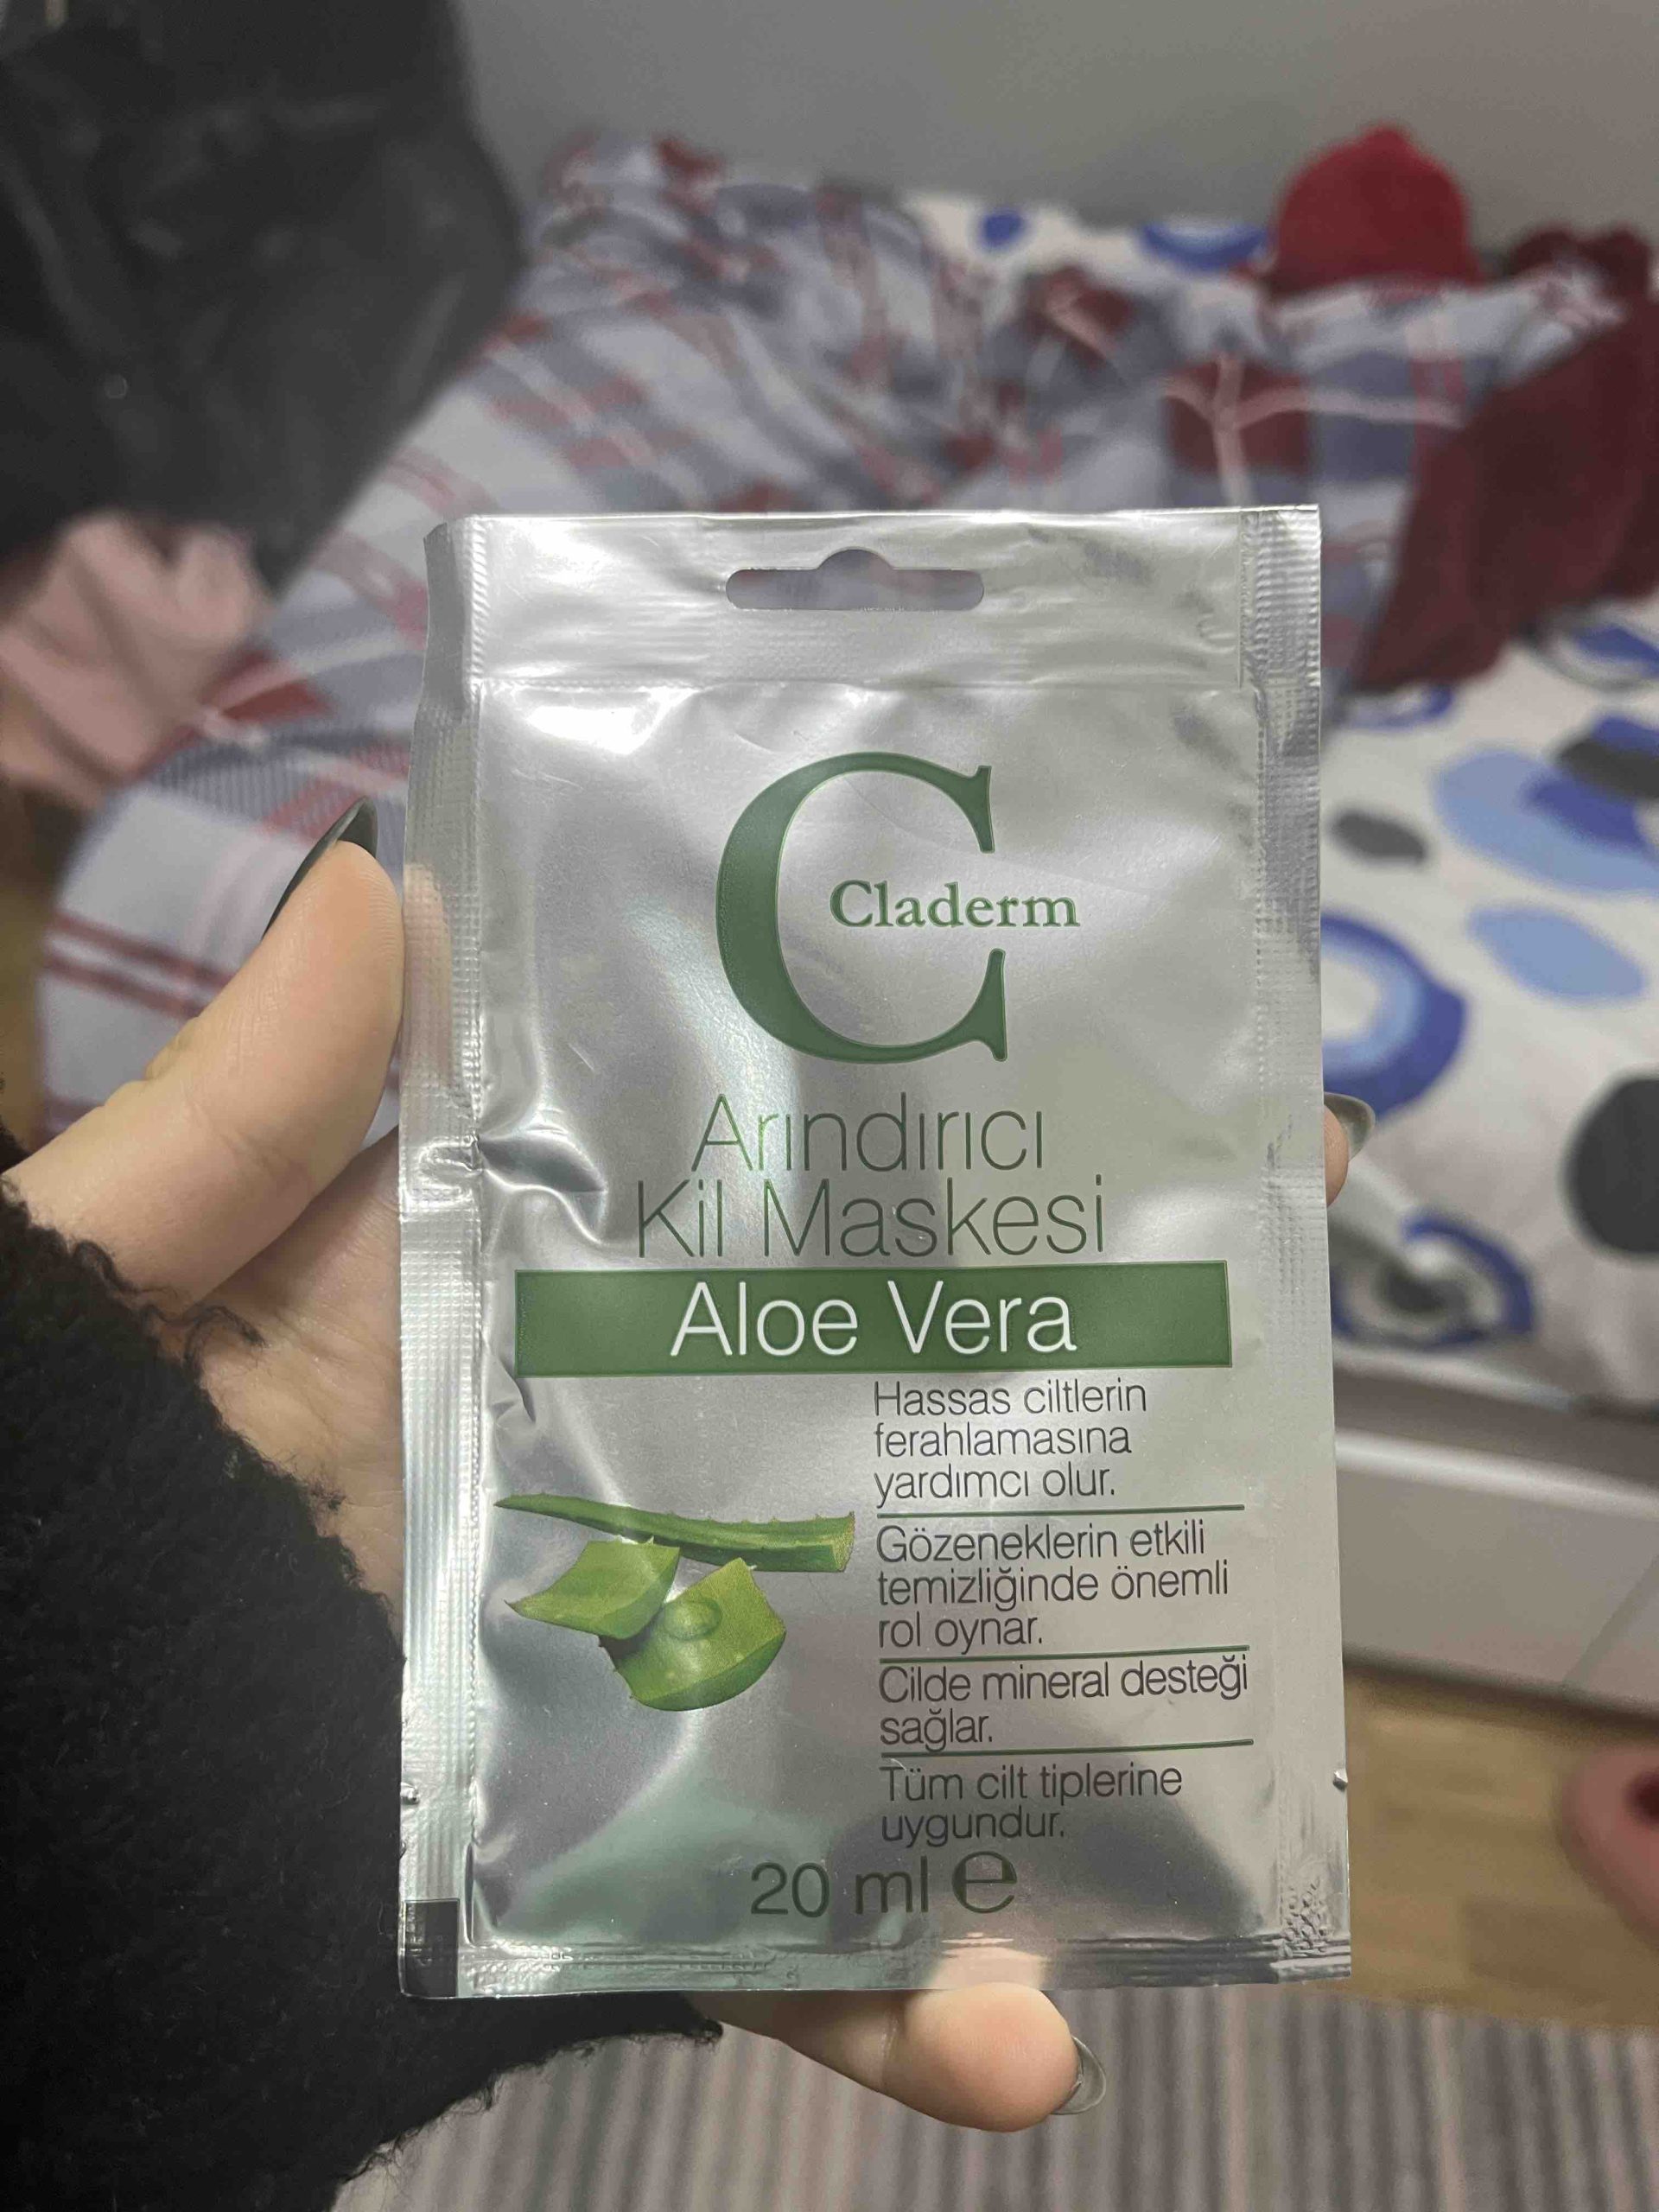 Claderm
Arındırıcı
Kil Maskesi
Aloe Vera
Hassas ciltlerin
ferahlamasına
yardımcı olur.
Gözeneklerin etkili
temizliğinde önemli
rol oynar.
Cilde mineral desteği
sağlar.
Tüm cilt tiplerine
uygundur.
20 ml e